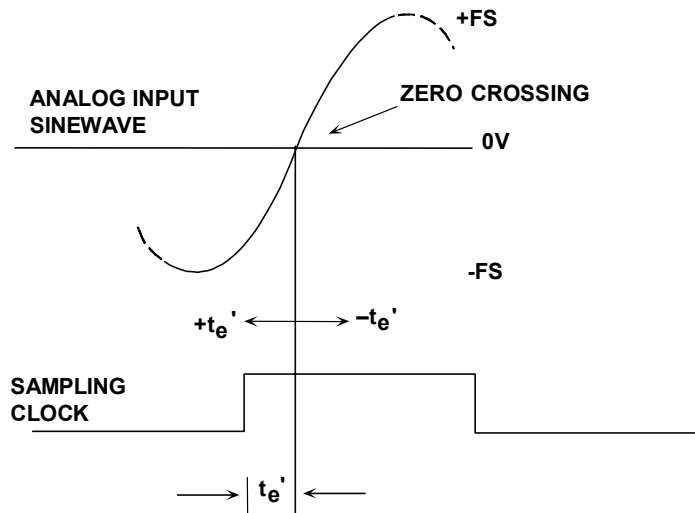 +FS
ANALOG INPUT
SINEWAVE
ZERO CROSSING
0V
-FS
+te'
–te'
SAMPLING
CLOCK
te'